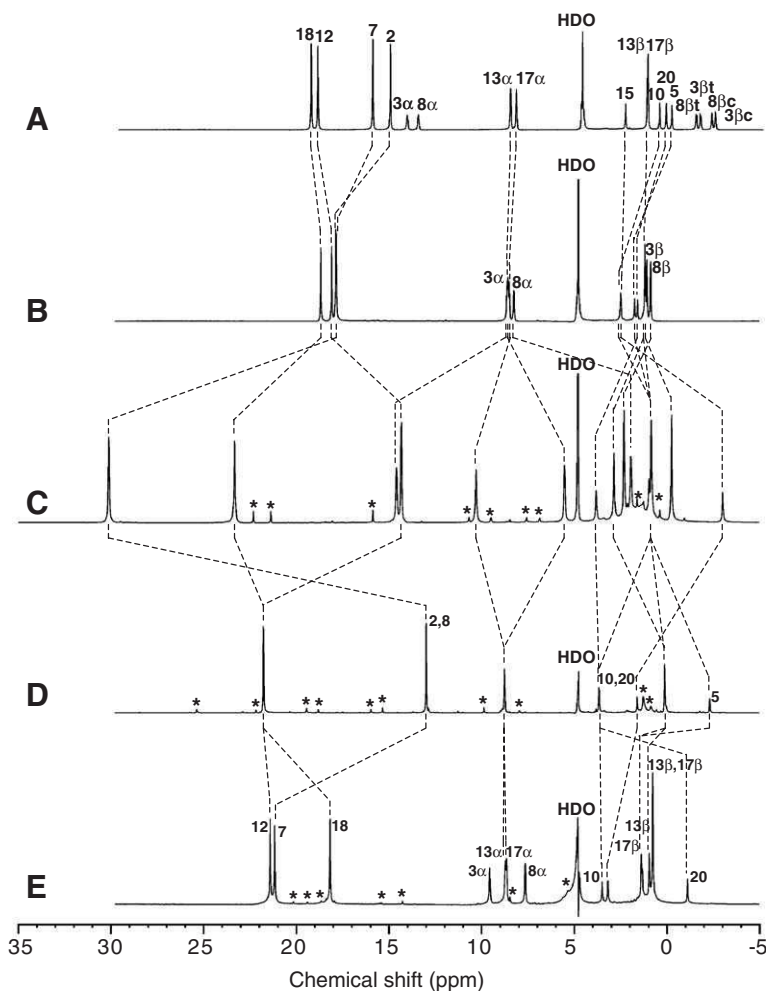 HDO
18 12 7 2 13α 17α 13β 17β
3α 8α 15 10 20 5 8βt 3βt 8βc 3βc
A
HDO
3α 8α 3β 8β
B
HDO
* * * * * * * * *
C
2,8
HDO
10,20
* * * * * * * * * *
5
D
12 7 18
HDO
13β,17β
13α 17α 13β
3α 8α 17β
* * * * * * *
10 20
E
35 30 25 20 15 10 5 0 -5
Chemical shift (ppm)